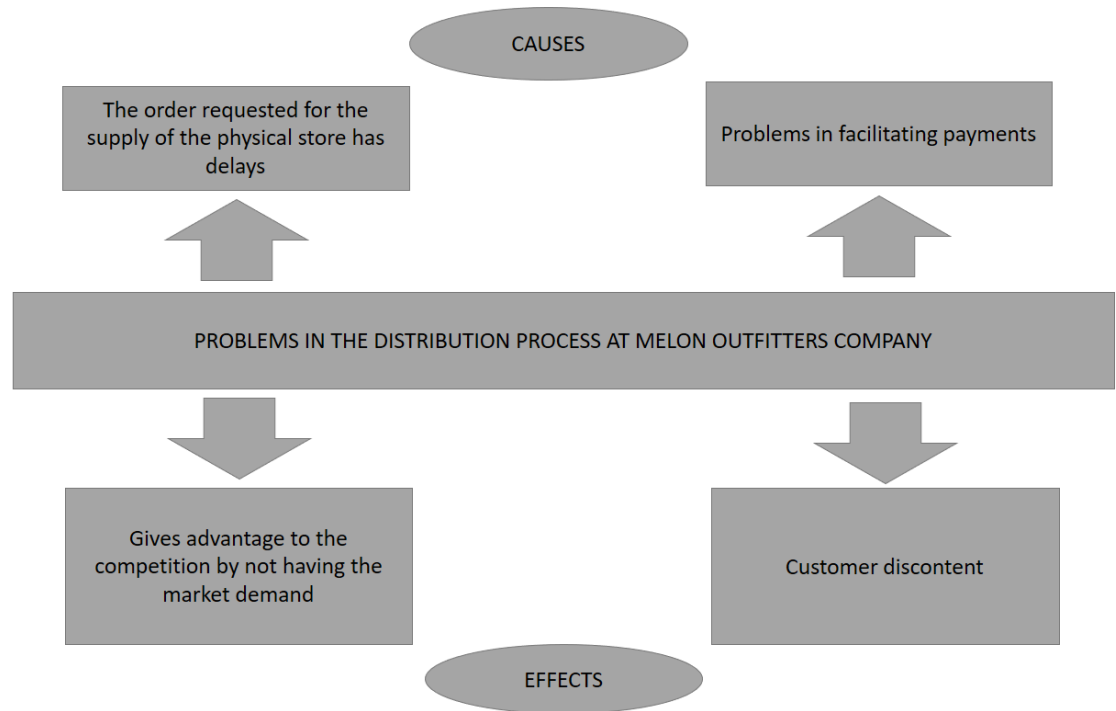 CAUSES
The order requested for the
supply of the physical store has
delays
Problems in facilitating payments
PROBLEMS IN THE DISTRIBUTION PROCESS AT MELON OUTFITTERS COMPANY
Gives advantage to the
competition by not having the
market demand
Customer discontent
EFFECTS